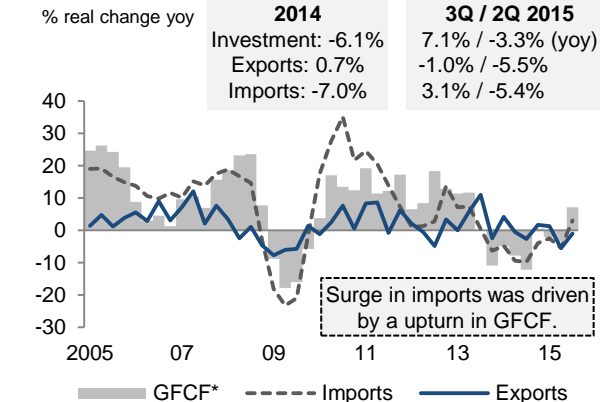 % real change yoy
2014
Investment: -6.1%
Exports: 0.7%
Imports: -7.0%
3Q / 2Q 2015
7.1% / -3.3% (yoy)
-1.0% / -5.5%
3.1% / -5.4%
40
30
20
10
0
-10
-20
-30
Surge in imports was driven
by a upturn in GFCF.
2005 07 09 11 13 15
GFCF* Imports Exports